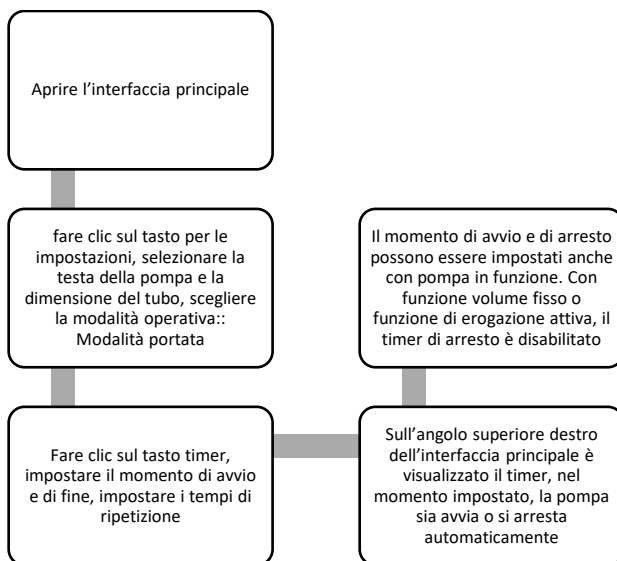 Aprire l’interfaccia principale
fare clic sul tasto per le
impostazioni, selezionare la
testa della pompa e la
dimensione del tubo, scegliere
la modalità operativa::
Modalità portata
Fare clic sul tasto timer,
impostare il momento di avvio
e di fine, impostare i tempi di
ripetizione
Sull’angolo superiore destro
dell’interfaccia principale è
visualizzato il timer, nel
momento impostato, la pompa
sia avvia o si arresta
automaticamente
Il momento di avvio e di arresto
possono essere impostati anche
con pompa in funzione. Con
funzione volume fisso o
funzione di erogazione attiva, il
timer di arresto è disabilitato